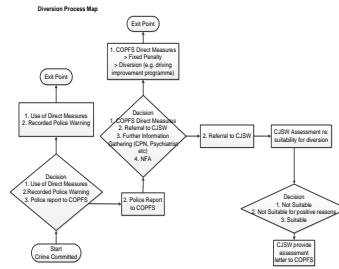 Diversion Process Map
Exit Point
1. COPFS Direct Measures
> Fixed Penalty
> Diversion (e.g. driving
improvement programme)
Exit Point
1. Use of Direct Measures
2. Recorded Police Warning
Decision
1. COPFS Direct Measures
2. Referral to CJSW
3. Further Information
Gathering (CPN, Psychiatrist
etc)
4. NFA
2. Referral to CJSW
CJSW Assessment re:
suitability for diversion
Decision
1. Use of Direct Measures
2.Recorded Police Warning
3. Police report to COPFS
2. Police Report
to COPFS
Decision
1. Not Suitable
2. Not Suitable for positive reasons
3. Suitable
Start
Crime Committed
CJSW provide
assessment
letter to COPFS